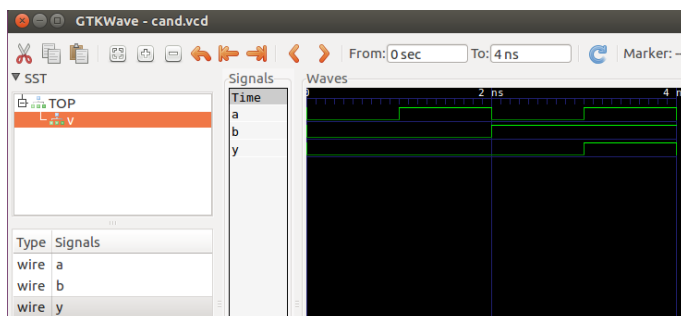 GTKWave - cand.vcd
From: 0 sec To: 4 ns Marker: -
SST
TOP
v
Type Signals
wire a
wire b
wire y
Signals
Time
a
b
y
Waves
0 2 ns 4 n